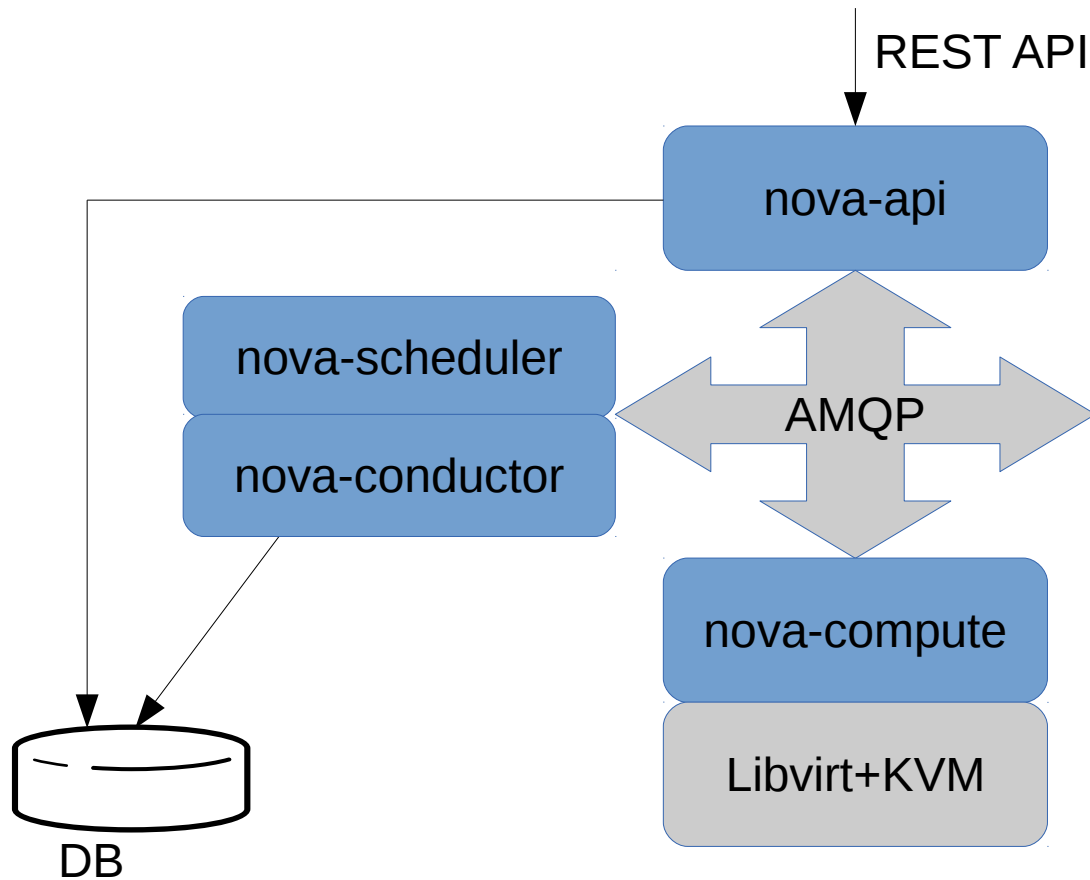 REST API
nova-api
nova-scheduler
AMQP
nova-conductor
nova-compute
Libvirt+KVM
DB